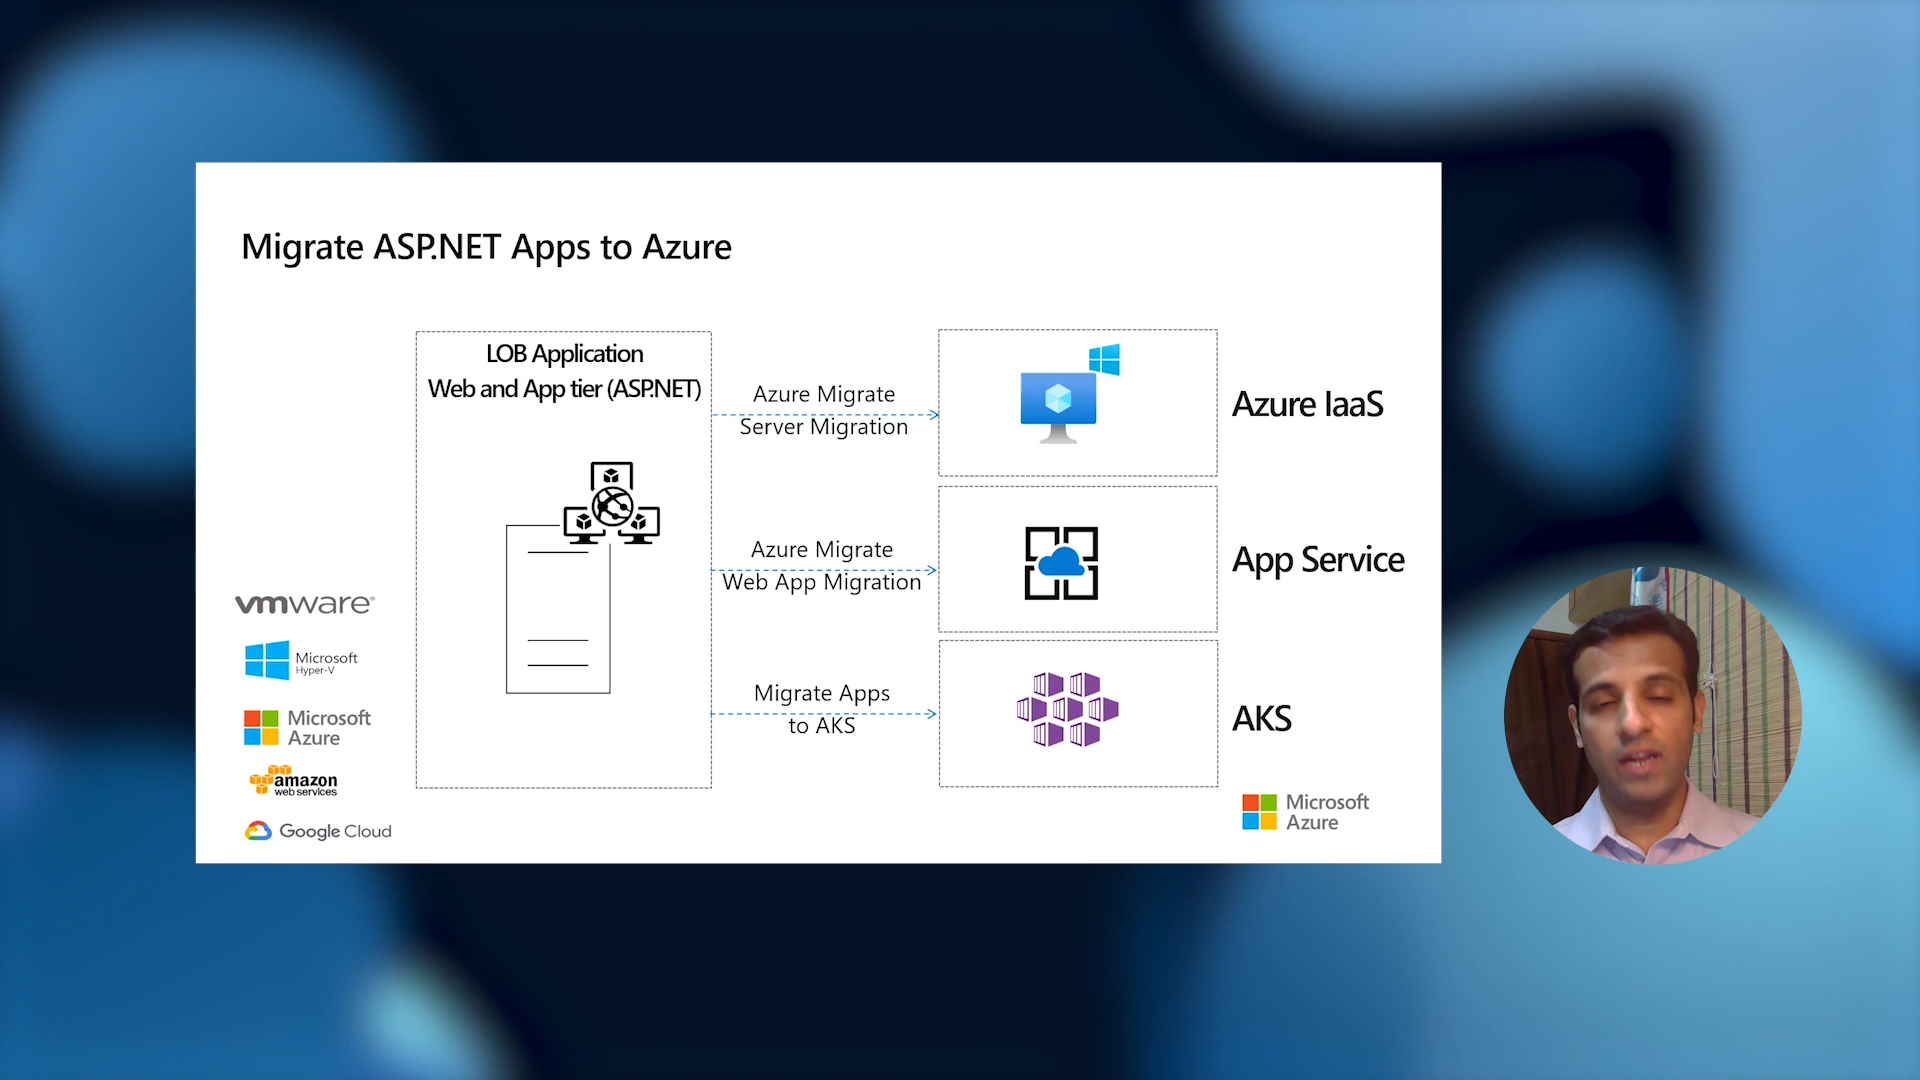 Migrate ASP.NET Apps to Azure
LOB Application
Web and App tier (ASP.NET)
Azure Migrate
Server Migration
Azure IaaS
Azure Migrate
Web App Migration
App Service
Migrate Apps
to AKS
AKS
vmware®
Microsoft
Hyper-V
Microsoft
Azure
amazon
web services
Google Cloud
Microsoft
Azure